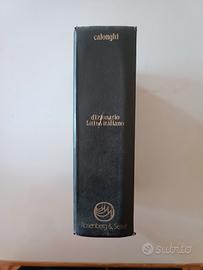 calonghi
dizionario
latino italiano
Rosenberg & Sellier
subito